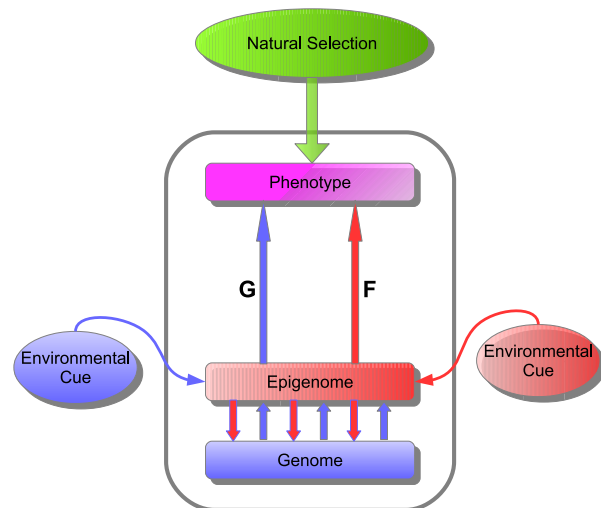 Natural Selection
Phenotype
G
F
Environmental
Cue
Environmental
Cue
Epigenome
Genome